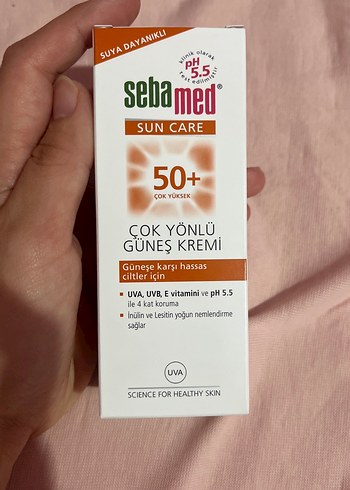 SUYA DAYANIKLI
klinik olarak
pH
5.5
test edilmiştir
sebamed®
SUN CARE
50+
ÇOK YÜKSEK
ÇOK YÖNLÜ
GÜNEŞ KREMİ
Güneşe karşı hassas
ciltler için
UVA, UVB, E vitamini ve pH 5.5
ile 4 kat koruma
İnülin ve Lesitin yoğun nemlendirme
sağlar
UVA
SCIENCE FOR HEALTHY SKIN